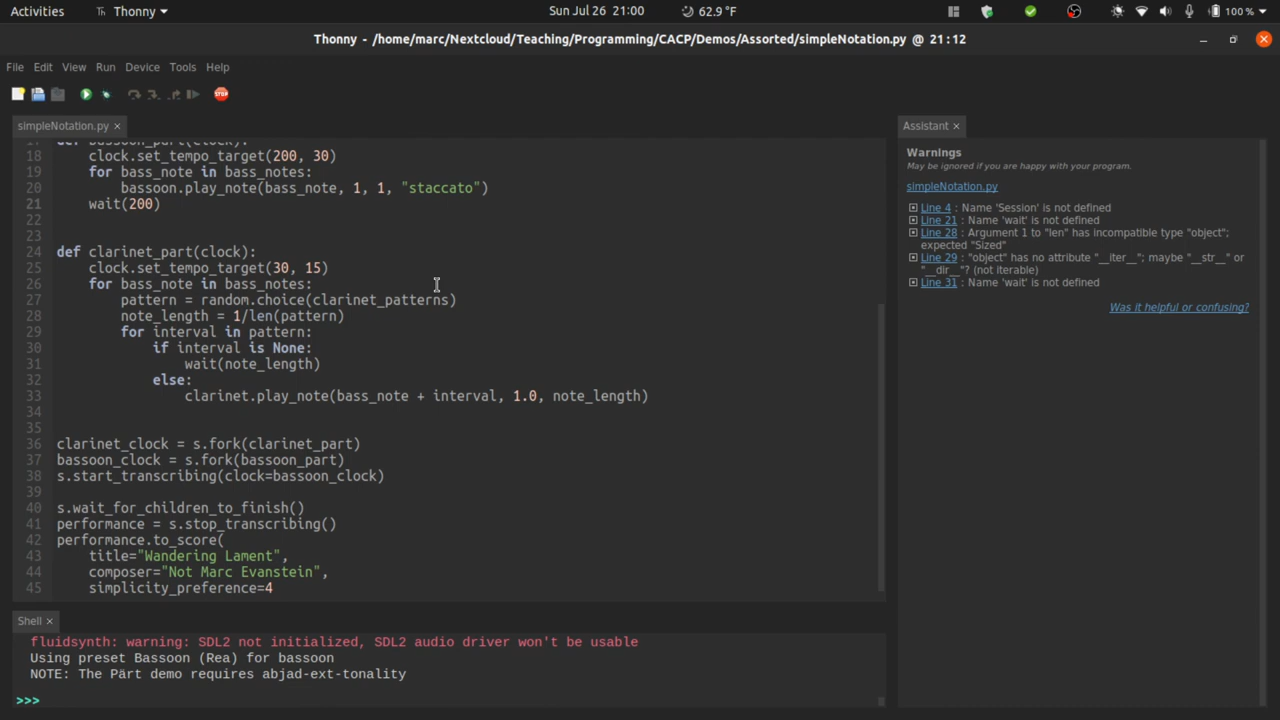 Activities
Thonny
Sun Jul 26 21:00
62.9 °F
100 %
Thonny - /home/marc/Nextcloud/Teaching/Programming/CACP/Demos/Assorted/simpleNotation.py @ 21:12
File Edit View Run Device Tools Help
STOP
simpleNotation.py ×
17 def bassoon_part(clock):
18 clock.set_tempo_target(200, 30)
19 for bass_note in bass_notes:
20 bassoon.play_note(bass_note, 1, 1, "staccato")
21 wait(200)
22
23
24 def clarinet_part(clock):
25 clock.set_tempo_target(30, 15)
26 for bass_note in bass_notes:
27 pattern = random.choice(clarinet_patterns)
28 note_length = 1/len(pattern)
29 for interval in pattern:
30 if interval is None:
31 wait(note_length)
32 else:
33 clarinet.play_note(bass_note + interval, 1.0, note_length)
34
35
36 clarinet_clock = s.fork(clarinet_part)
37 bassoon_clock = s.fork(bassoon_part)
38 s.start_transcribing(clock=bassoon_clock)
39
40 s.wait_for_children_to_finish()
41 performance = s.stop_transcribing()
42 performance.to_score(
43 title="Wandering Lament",
44 composer="Not Marc Evanstein",
45 simplicity_preference=4
Shell ×
fluidsynth: warning: SDL2 not initialized, SDL2 audio driver won't be usable
Using preset Bassoon (Rea) for bassoon
NOTE: The Pärt demo requires abjad-ext-tonality
>>>
Assistant ×
Warnings
May be ignored if you are happy with your program.
simpleNotation.py
Line 4 : Name 'Session' is not defined
Line 21 : Name 'wait' is not defined
Line 28 : Argument 1 to "len" has incompatible type "object";
expected "Sized"
Line 29 : "object" has no attribute "__iter__"; maybe "__str__" or
"__dir__"? (not iterable)
Line 31 : Name 'wait' is not defined
Was it helpful or confusing?